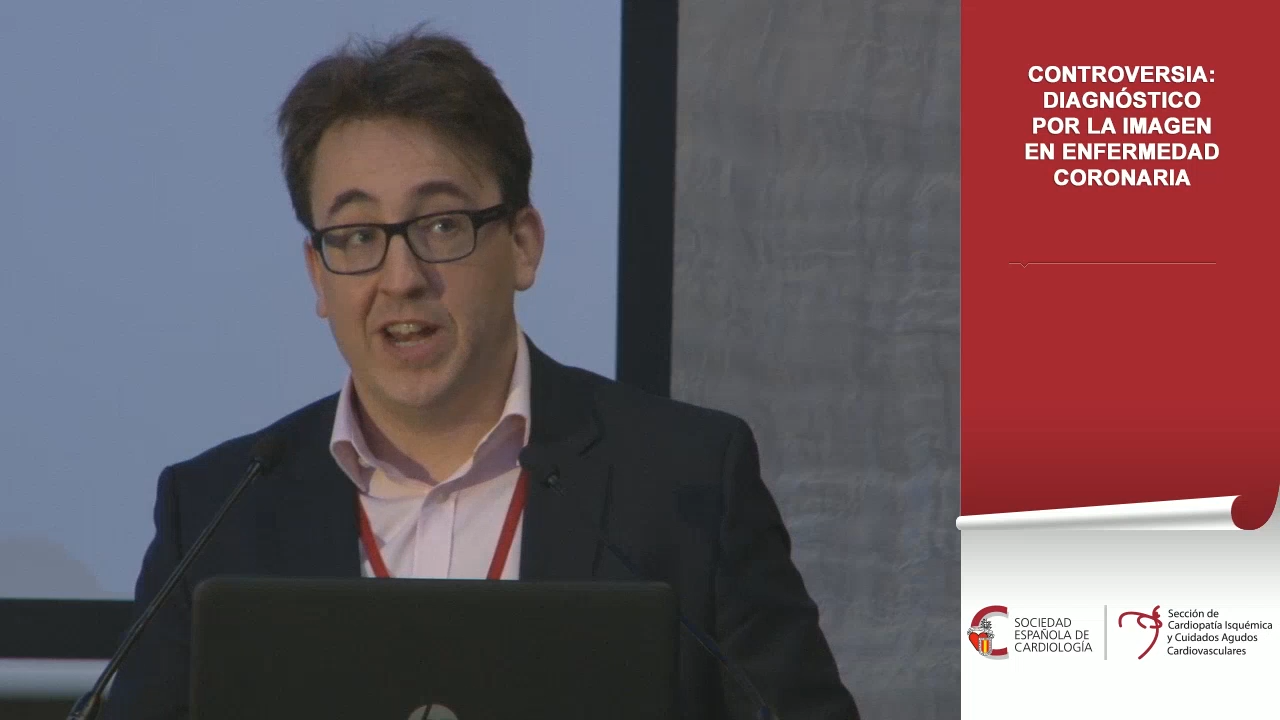 CONTROVERSIA:
DIAGNÓSTICO
POR LA IMAGEN
EN ENFERMEDAD
CORONARIA
SOCIEDAD
ESPAÑOLA DE
CARDIOLOGÍA
Sección de
Cardiopatía Isquémica
y Cuidados Agudos
Cardiovasculares